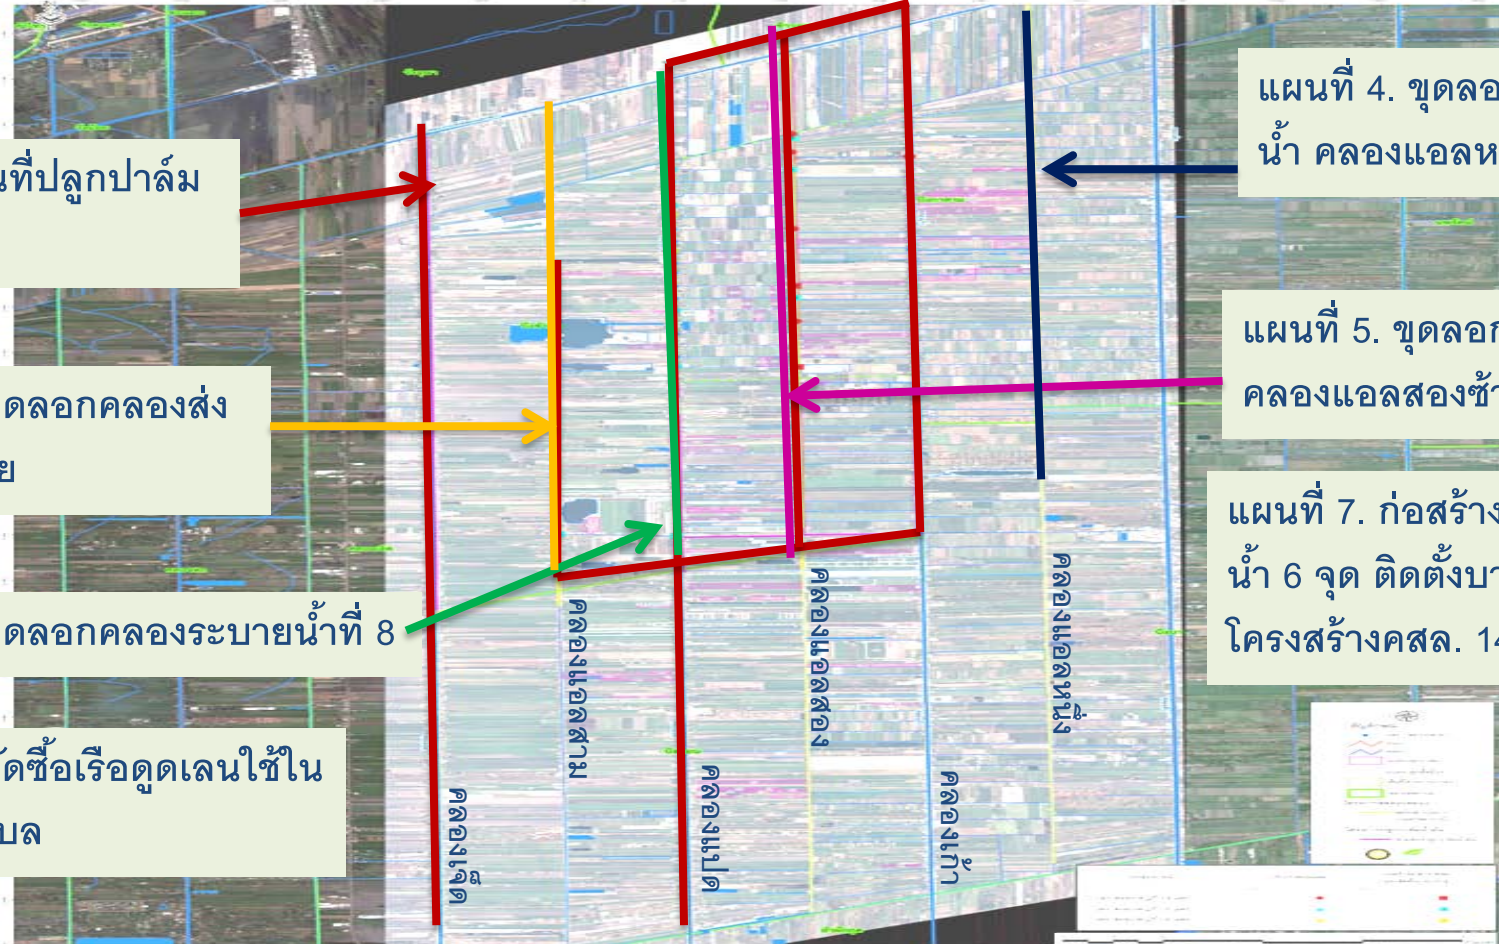 นที่ปลูกปาล์ม
ดลอกคลองส่ง
ย
ดลอกคลองระบายน้ำที่ 8
ัดซื้อเรือดูดเลนใช้ใน
บล
แผนที่ 4. ขุดลอ
น้ำ คลองแอลห
แผนที่ 5. ขุดลอก
คลองแอลสองซ้า
แผนที่ 7. ก่อสร้าง
น้ำ 6 จุด ติดตั้งบา
โครงสร้างคสล. 14
คลองเจ็ด
คลองแอลสาม
คลองแปด
คลองแอลสอง
คลองเก้า
คลองแอลหนึ่ง